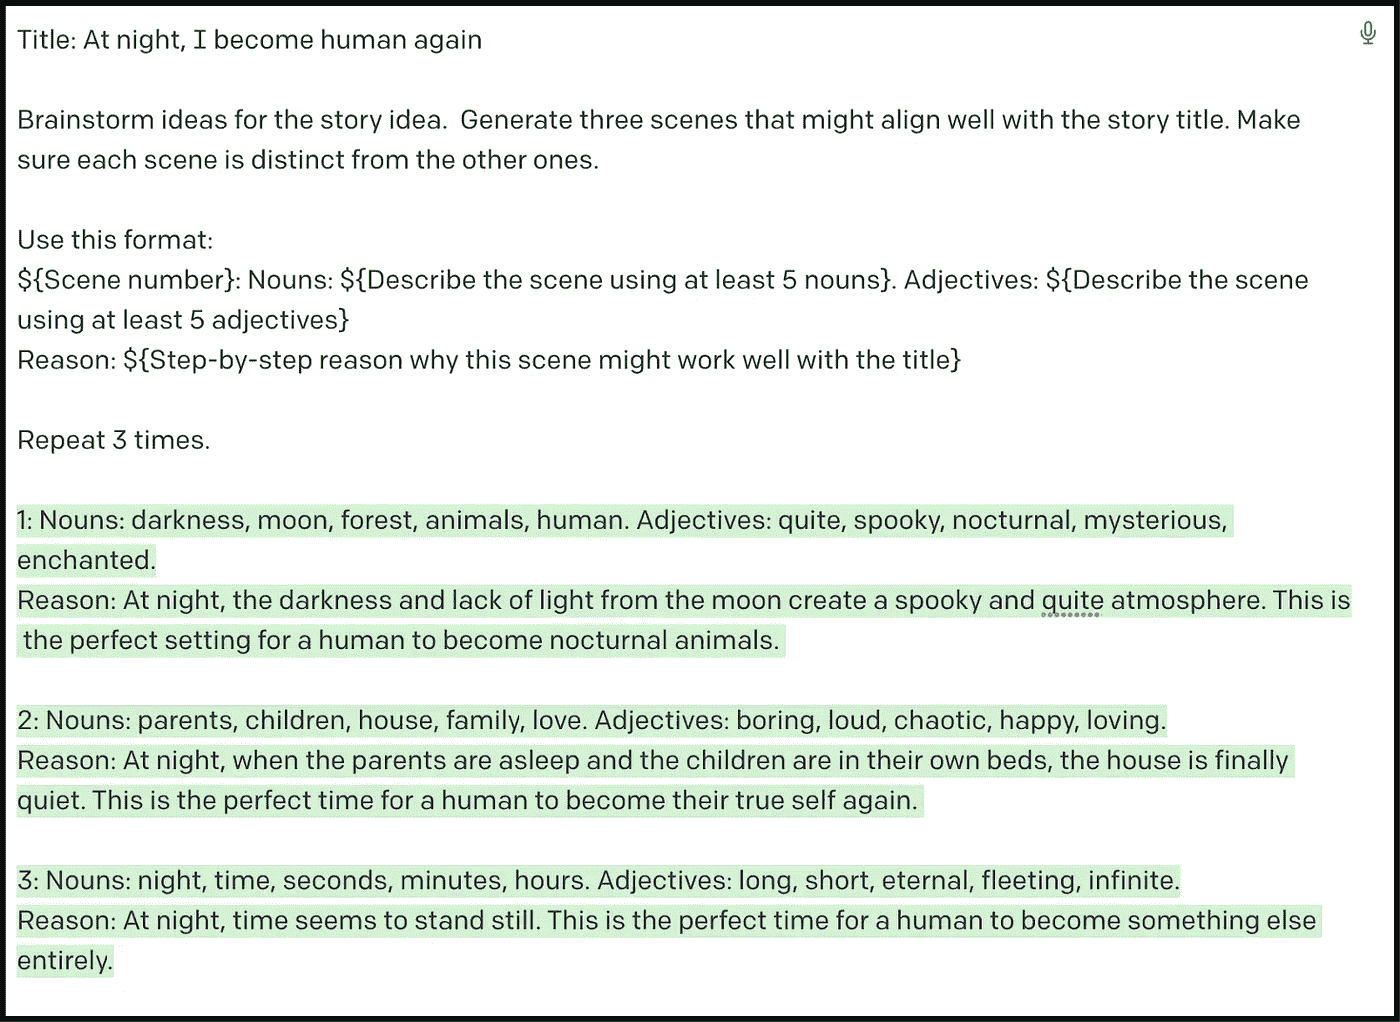 Title: At night, I become human again
Brainstorm ideas for the story idea.  Generate three scenes that might align well with the story title. Make
sure each scene is distinct from the other ones.
Use this format:
${Scene number}: Nouns: ${Describe the scene using at least 5 nouns}. Adjectives: ${Describe the scene
using at least 5 adjectives}
Reason: ${Step-by-step reason why this scene might work well with the title}
Repeat 3 times.
1: Nouns: darkness, moon, forest, animals, human. Adjectives: quite, spooky, nocturnal, mysterious,
enchanted.
Reason: At night, the darkness and lack of light from the moon create a spooky and quite atmosphere. This is
the perfect setting for a human to become nocturnal animals.
2: Nouns: parents, children, house, family, love. Adjectives: boring, loud, chaotic, happy, loving.
Reason: At night, when the parents are asleep and the children are in their own beds, the house is finally
quiet. This is the perfect time for a human to become their true self again.
3: Nouns: night, time, seconds, minutes, hours. Adjectives: long, short, eternal, fleeting, infinite.
Reason: At night, time seems to stand still. This is the perfect time for a human to become something else
entirely.